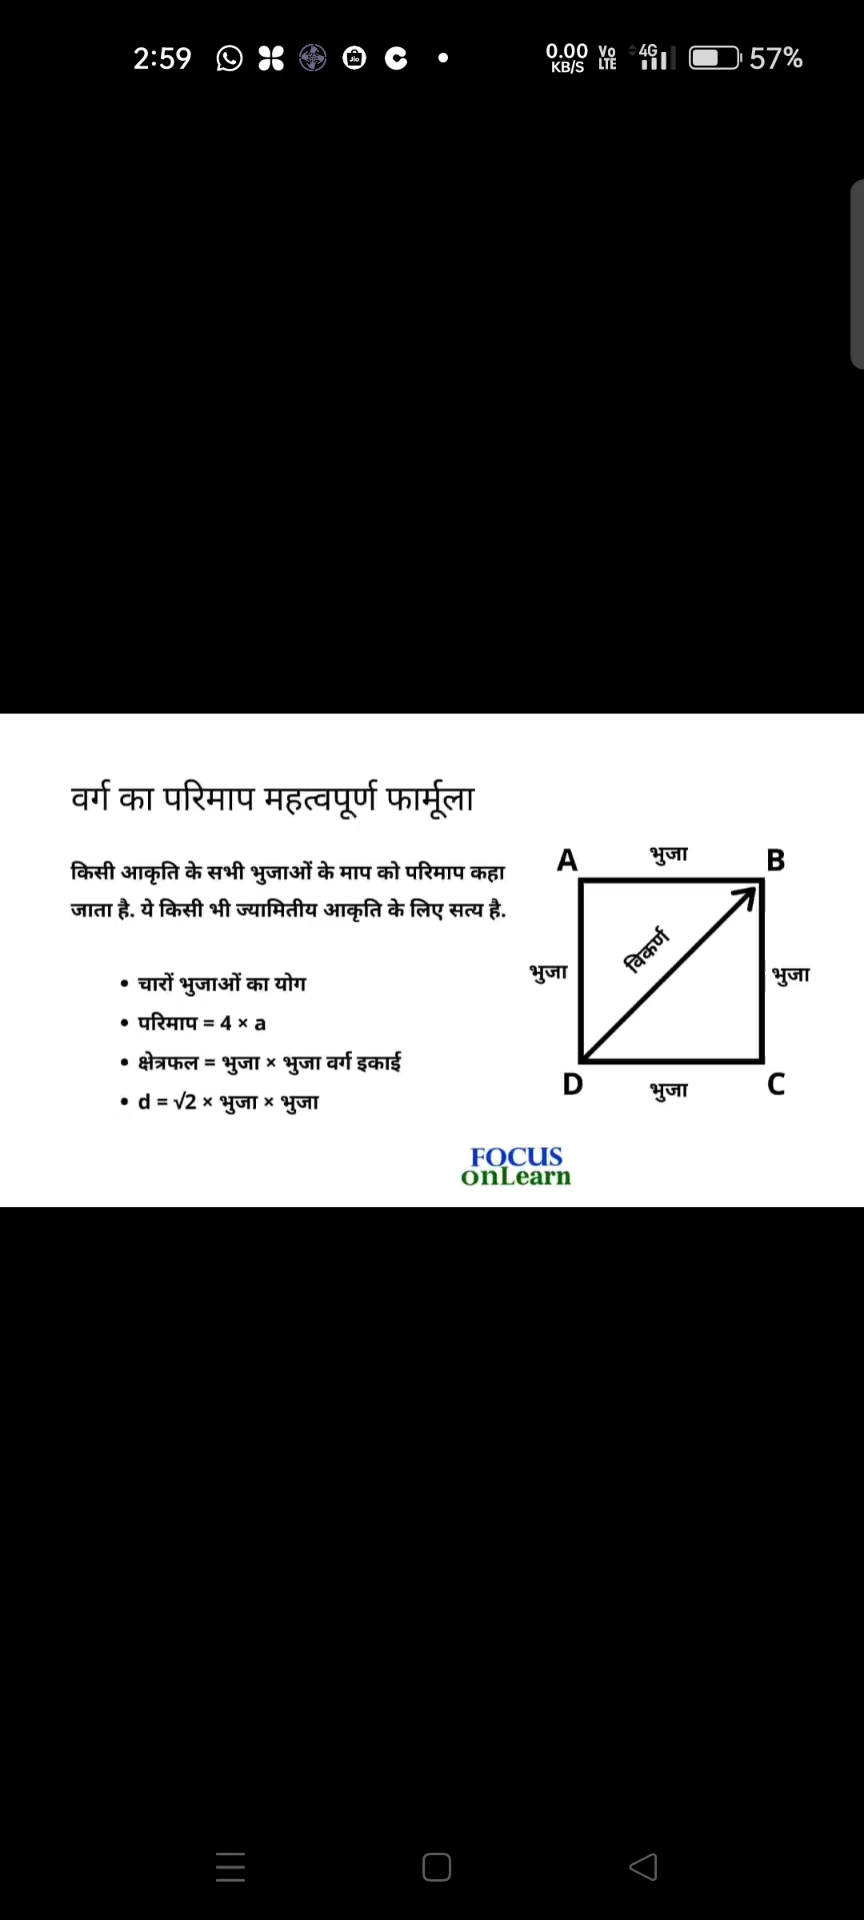 2:59
0.00 KB/S
Vo LTE
4G
57%
वर्ग का परिमाप महत्वपूर्ण फार्मूला
किसी आकृति के सभी भुजाओं के माप को परिमाप कहा
जाता है. ये किसी भी ज्यामितीय आकृति के लिए सत्य है.
• चारों भुजाओं का योग
• परिमाप = 4 × a
• क्षेत्रफल = भुजा × भुजा वर्ग इकाई
• d = √2 × भुजा × भुजा
A भुजा B
विकर्ण
भुजा भुजा
D भुजा C
FOCUS
onLearn